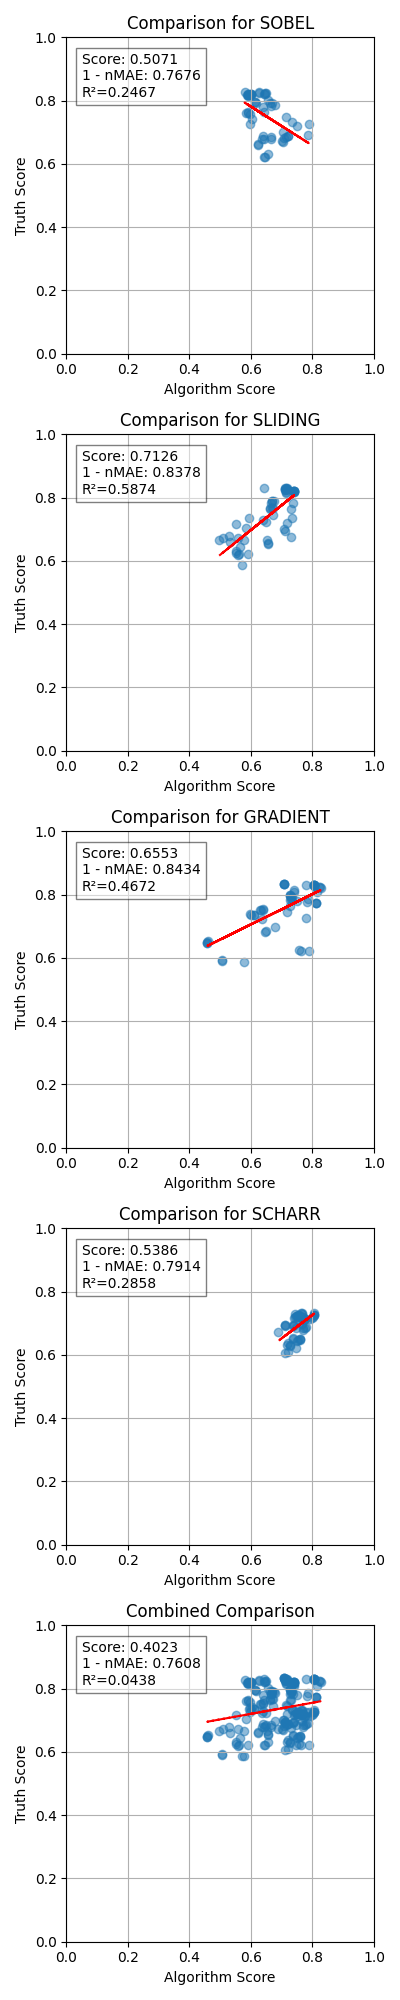 Comparison for SOBEL
1.0
Score: 0.5071
1 - nMAE: 0.7676
R²=0.2467
0.8
0.6
0.4
0.2
0.0
Truth Score
0.0 0.2 0.4 0.6 0.8 1.0
Algorithm Score
Comparison for SLIDING
1.0
Score: 0.7126
1 - nMAE: 0.8378
R²=0.5874
0.8
0.6
0.4
0.2
0.0
Truth Score
0.0 0.2 0.4 0.6 0.8 1.0
Algorithm Score
Comparison for GRADIENT
1.0
Score: 0.6553
1 - nMAE: 0.8434
R²=0.4672
0.8
0.6
0.4
0.2
0.0
Truth Score
0.0 0.2 0.4 0.6 0.8 1.0
Algorithm Score
Comparison for SCHARR
1.0
Score: 0.5386
1 - nMAE: 0.7914
R²=0.2858
0.8
0.6
0.4
0.2
0.0
Truth Score
0.0 0.2 0.4 0.6 0.8 1.0
Algorithm Score
Combined Comparison
1.0
Score: 0.4023
1 - nMAE: 0.7608
R²=0.0438
0.8
0.6
0.4
0.2
0.0
Truth Score
0.0 0.2 0.4 0.6 0.8 1.0
Algorithm Score